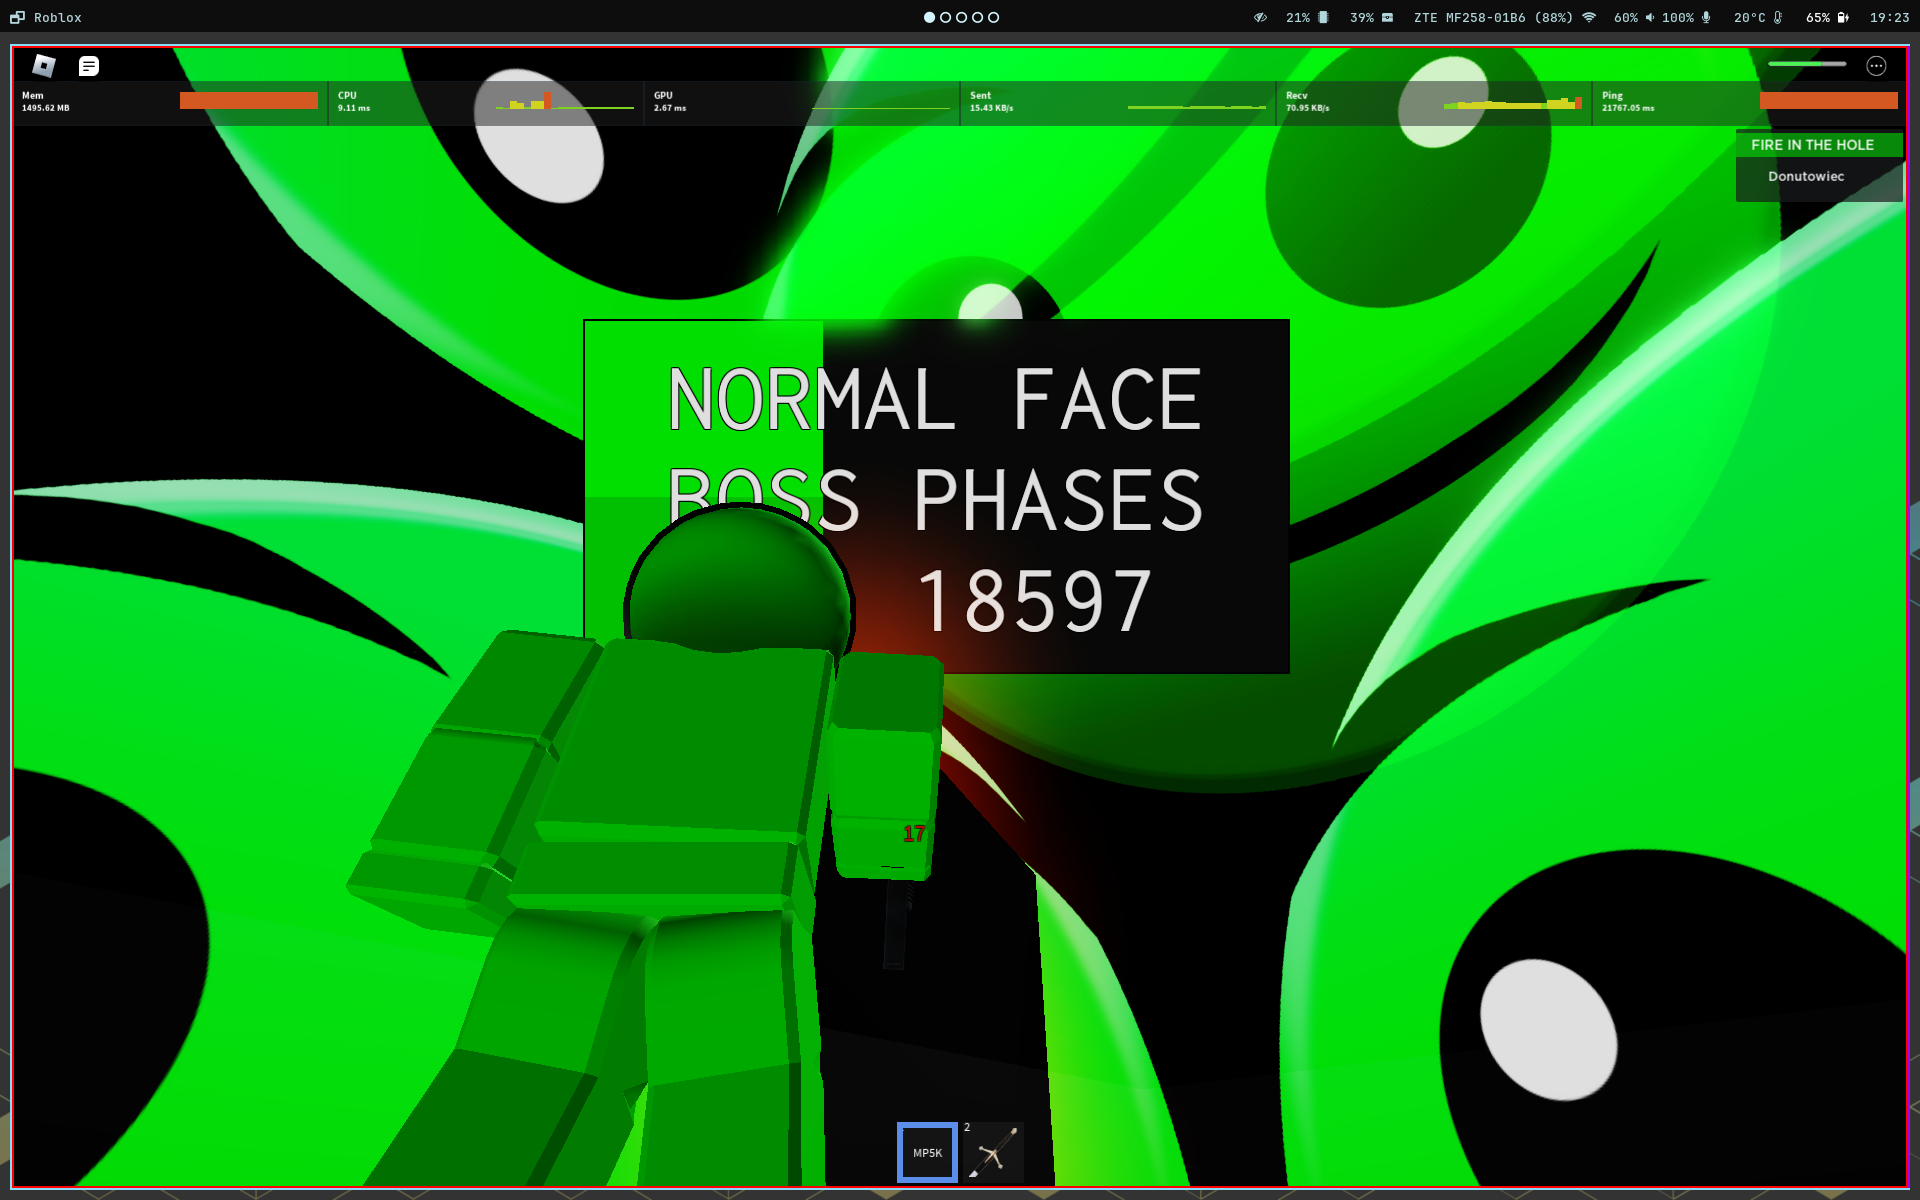 Roblox
21% 39% ZTE MF258-01B6 (88%) 60% 100% 20°C 65% 19:23
Mem CPU GPU Sent Recv Ping
1495.62 MB 9.11 ms 2.67 ms 15.43 KB/s 70.95 KB/s 21767.05 ms
FIRE IN THE HOLE
Donutowiec
NORMAL FACE
BOSS PHASES
18597
17
2
MP5K